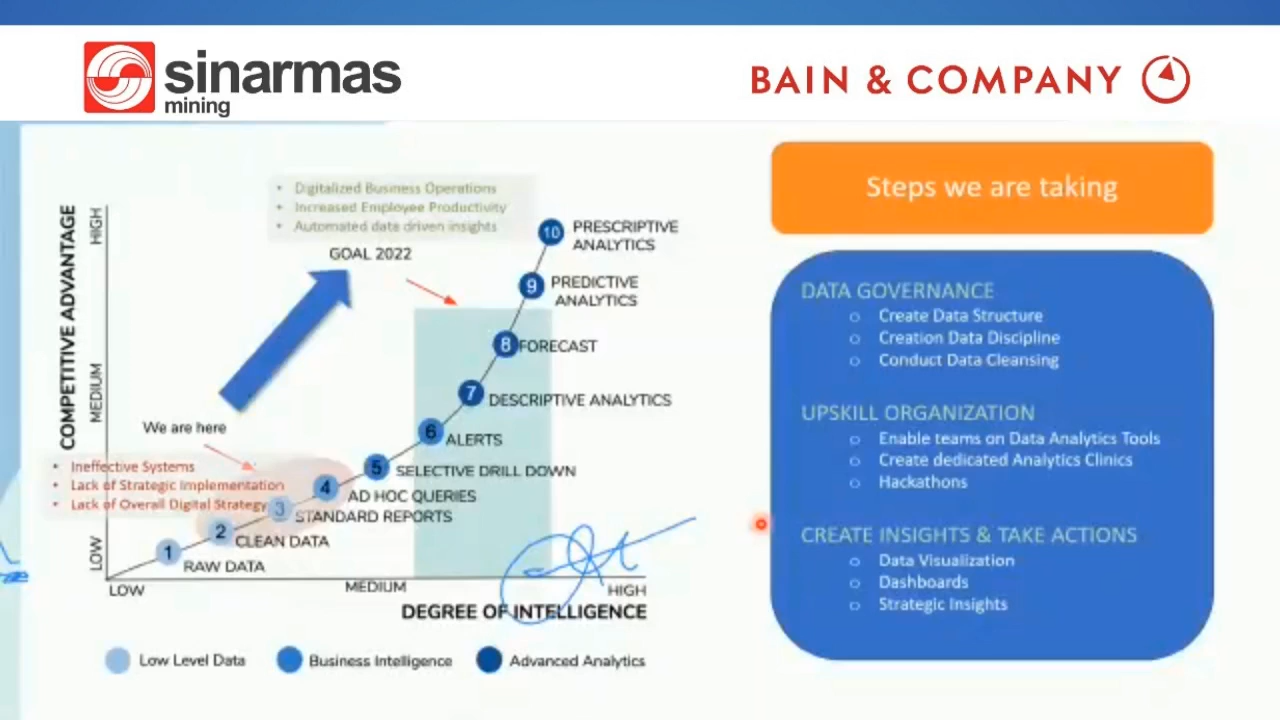 sinarmas
mining
BAIN & COMPANY
• Digitalized Business Operations
• Increased Employee Productivity
• Automated data driven insights
GOAL 2022
COMPETITIVE ADVANTAGE
HIGH
MEDIUM
LOW
We are here
• Ineffective Systems
• Lack of Strategic Implementation
• Lack of Overall Digital Strategy
10 PRESCRIPTIVE
ANALYTICS
9 PREDICTIVE
ANALYTICS
8 FORECAST
7 DESCRIPTIVE ANALYTICS
6 ALERTS
5 SELECTIVE DRILL DOWN
4 AD HOC QUERIES
3 STANDARD REPORTS
2 CLEAN DATA
1 RAW DATA
LOW
MEDIUM
HIGH
DEGREE OF INTELLIGENCE
Low Level Data
Business Intelligence
Advanced Analytics
Steps we are taking
DATA GOVERNANCE
o Create Data Structure
o Creation Data Discipline
o Conduct Data Cleansing
UPSKILL ORGANIZATION
o Enable teams on Data Analytics Tools
o Create dedicated Analytics Clinics
o Hackathons
CREATE INSIGHTS & TAKE ACTIONS
o Data Visualization
o Dashboards
o Strategic Insights